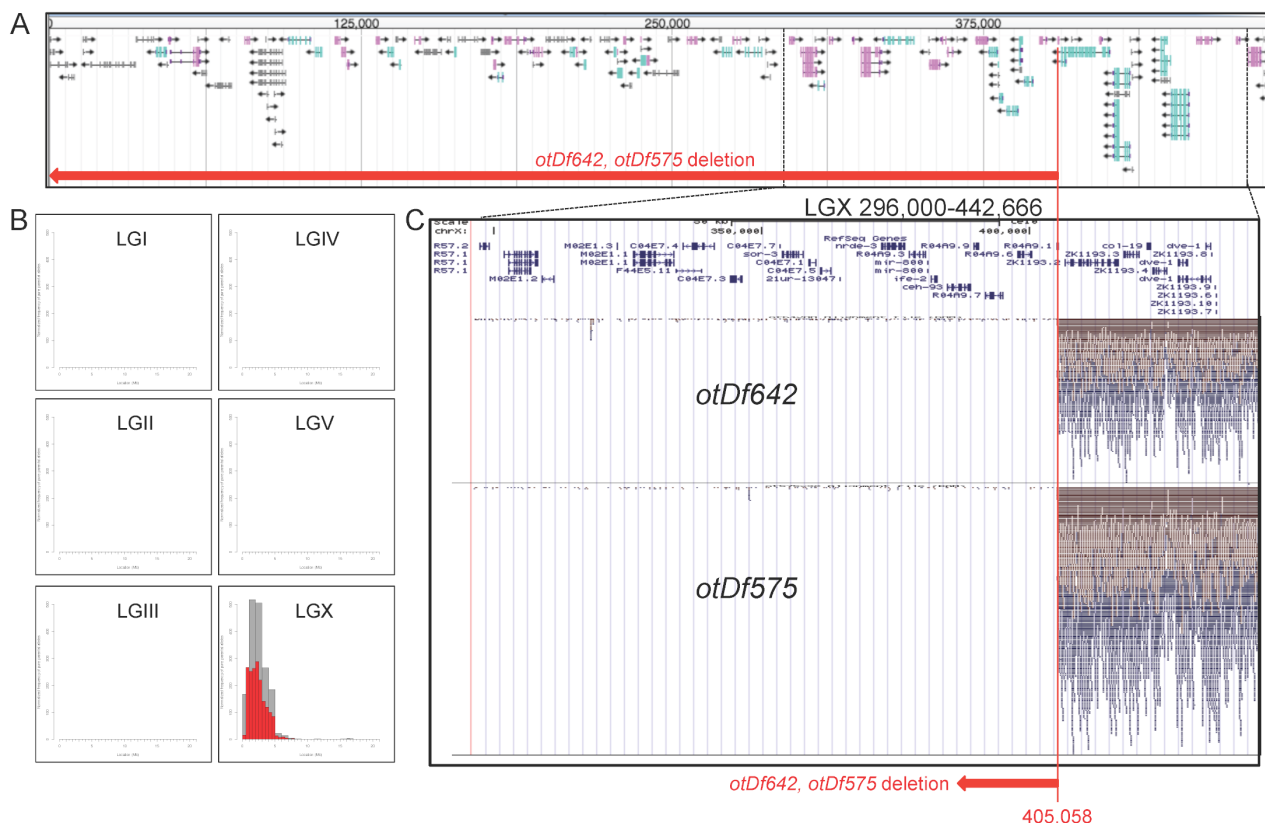 A
0 125,000 250,000 375,000
otDf642, otDf575 deletion
B
LGI
LGIV
LGII
LGV
LGIII
LGX
C
LGX 296,000-442,666
Scale
chrX: 350,000 400,000
RefSeq Genes
R57.2 M02E1.3 C04E7.4 C04E7.7 nrde-3 R04A9.9 R04A9.1 col-19 dve-1
R57.1 M02E1.1 sor-3 R04A9.3 R04A9.6 ZK1193.3 ZK1193.8
R57.1 M02E1.1 C04E7.1 mir-800 ZK1193.2 dve-1
R57.1 F44E5.11 C04E7.5 mir-800 ZK1193.4 dve-1
M02E1.2 C04E7.3 21ur-13047 ife-2
ceh-93 ZK1193.9
R04A9.7 ZK1193.6
ZK1193.10
ZK1193.7
otDf642
otDf575
otDf642, otDf575 deletion
405.058